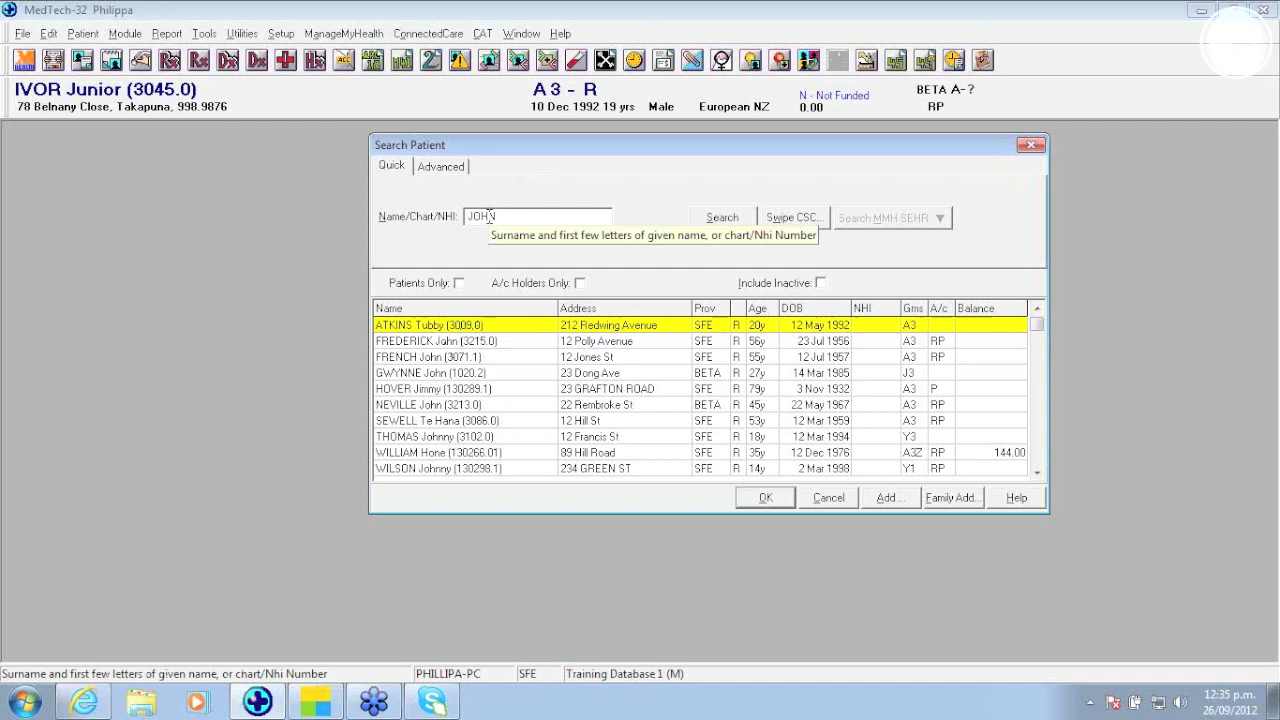 MedTech-32 Philippa
File Edit Patient Module Report Tools Utilities Setup ManageMyHealth ConnectedCare CAT Window Help
IVOR Junior (3045.0) A 3 - R N - Not Funded BETA A-?
78 Belnany Close, Takapuna, 998.9876 10 Dec 1992 19 yrs Male European NZ 0.00 RP
Search Patient
Quick Advanced
Name/Chart/NHI: JOHN Search Swipe CSC... Search MMH SEHR
Surname and first few letters of given name, or chart/Nhi Number
Patients Only: A/c Holders Only: Include Inactive:
Name Address Prov Age DOB NHI Gms A/c Balance
ATKINS Tubby (3009.0) 212 Redwing Avenue SFE R 20y 12 May 1992 A3
FREDERICK John (3215.0) 12 Polly Avenue SFE R 56y 23 Jul 1956 A3 RP
FRENCH John (3071.1) 12 Jones St SFE R 55y 12 Jul 1957 A3 RP
GWYNNE John (1020.2) 23 Dong Ave BETA R 27y 14 Mar 1985 J3
HOVER Jimmy (130289.1) 23 GRAFTON ROAD SFE R 79y 3 Nov 1932 A3 P
NEVILLE John (3213.0) 22 Rembroke St BETA R 45y 22 May 1967 A3 RP
SEWELL Te Hana (3086.0) 12 Hill St SFE R 53y 12 Mar 1959 A3 RP
THOMAS Johnny (3102.0) 12 Francis St SFE R 18y 12 Mar 1994 Y3
WILLIAM Hone (130266.01) 89 Hill Road SFE R 35y 12 Dec 1976 A3Z RP 144.00
WILSON Johnny (130298.1) 234 GREEN ST SFE R 14y 2 Mar 1998 Y1 RP
OK Cancel Add ... Family Add... Help
Surname and first few letters of given name, or chart/Nhi Number PHILLIPA-PC SFE Training Database 1 (M)
12:35 p.m.
26/09/2012